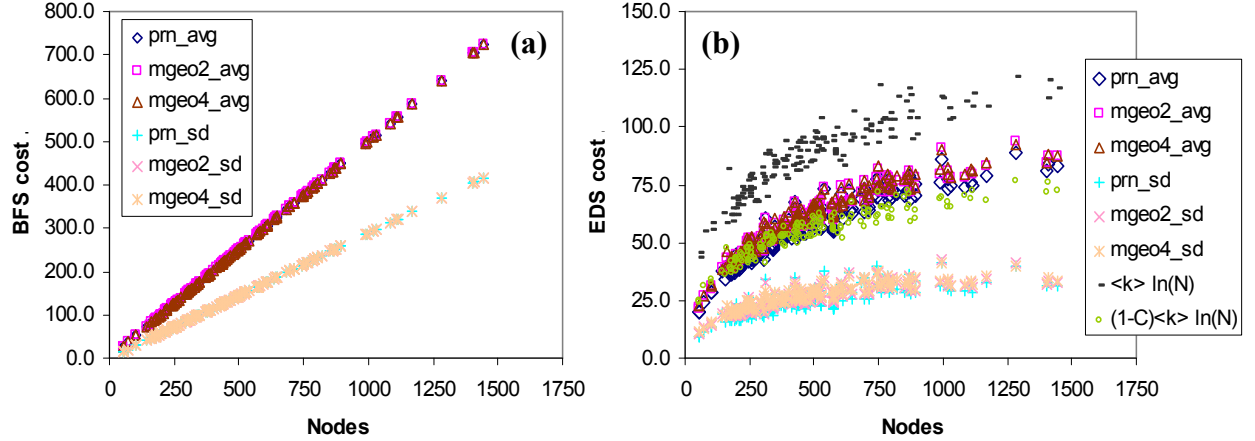 (a)
BFS cost .
800.0
700.0
600.0
500.0
400.0
300.0
200.0
100.0
0.0
0 250 500 750 1000 1250 1500 1750
Nodes
prn_avg
mgeo2_avg
mgeo4_avg
prn_sd
mgeo2_sd
mgeo4_sd
(b)
EDS cost .
150.0
125.0
100.0
75.0
50.0
25.0
0.0
0 250 500 750 1000 1250 1500 1750
Nodes
prn_avg
mgeo2_avg
mgeo4_avg
prn_sd
mgeo2_sd
mgeo4_sd
<k> ln(N)
(1-C)<k> ln(N)